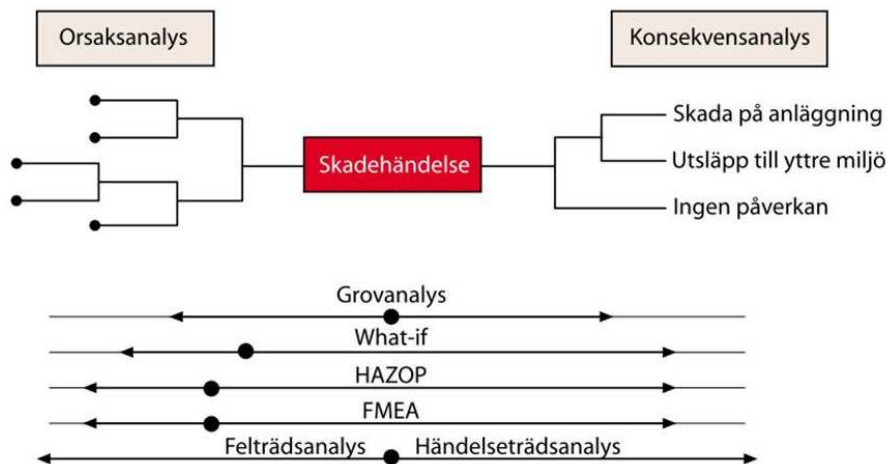 Orsaksanalys
Konsekvensanalys
Skadehändelse
Skada på anläggning
Utsläpp till yttre miljö
Ingen påverkan
Grovanalys
What-if
HAZOP
FMEA
Felträdsanalys Händelseträdsanalys